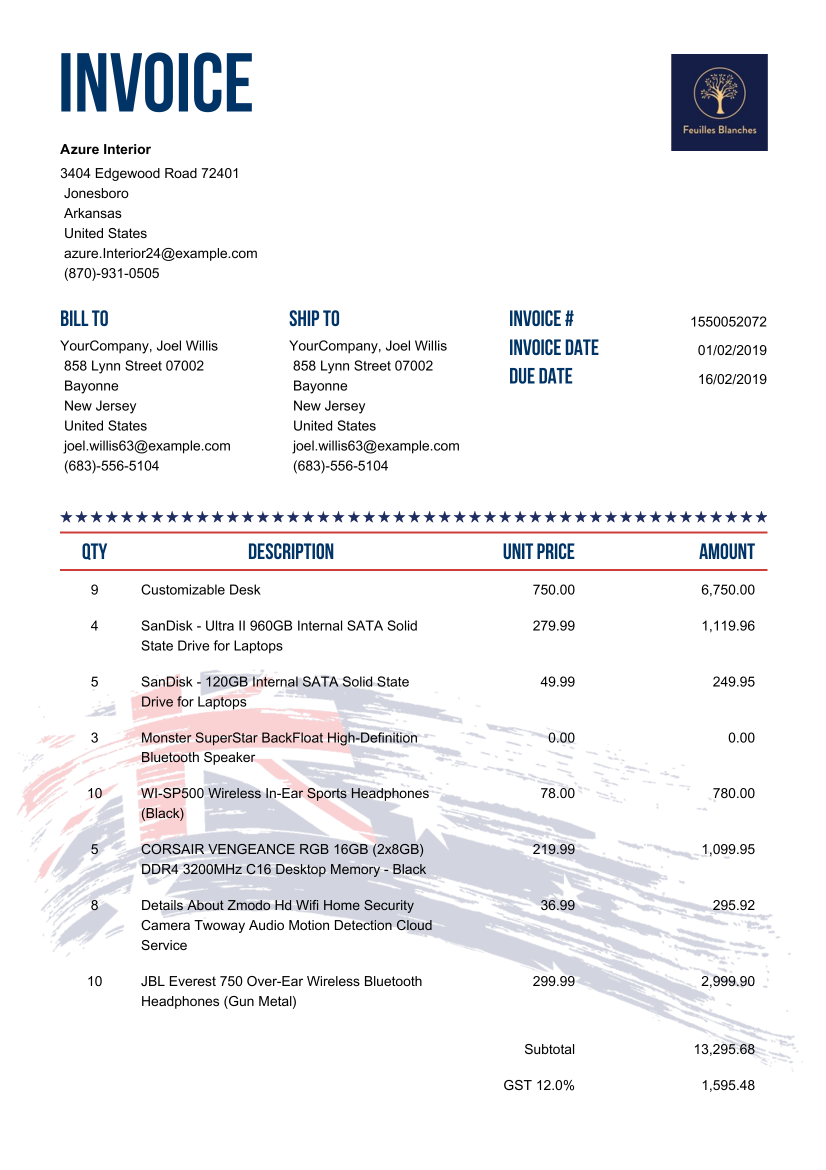 INVOICE
Feuilles Blanches
Azure Interior
3404 Edgewood Road 72401
Jonesboro
Arkansas
United States
azure.Interior24@example.com
(870)-931-0505
BILL TO
YourCompany, Joel Willis
858 Lynn Street 07002
Bayonne
New Jersey
United States
joel.willis63@example.com
(683)-556-5104
SHIP TO
YourCompany, Joel Willis
858 Lynn Street 07002
Bayonne
New Jersey
United States
joel.willis63@example.com
(683)-556-5104
INVOICE # 1550052072
INVOICE DATE 01/02/2019
DUE DATE 16/02/2019
QTY DESCRIPTION UNIT PRICE AMOUNT
9 Customizable Desk 750.00 6,750.00
4 SanDisk - Ultra II 960GB Internal SATA Solid 279.99 1,119.96
State Drive for Laptops
5 SanDisk - 120GB Internal SATA Solid State 49.99 249.95
Drive for Laptops
3 Monster SuperStar BackFloat High-Definition 0.00 0.00
Bluetooth Speaker
10 WI-SP500 Wireless In-Ear Sports Headphones 78.00 780.00
(Black)
5 CORSAIR VENGEANCE RGB 16GB (2x8GB) 219.99 1,099.95
DDR4 3200MHz C16 Desktop Memory - Black
8 Details About Zmodo Hd Wifi Home Security 36.99 295.92
Camera Twoway Audio Motion Detection Cloud
Service
10 JBL Everest 750 Over-Ear Wireless Bluetooth 299.99 2,999.90
Headphones (Gun Metal)
Subtotal 13,295.68
GST 12.0% 1,595.48